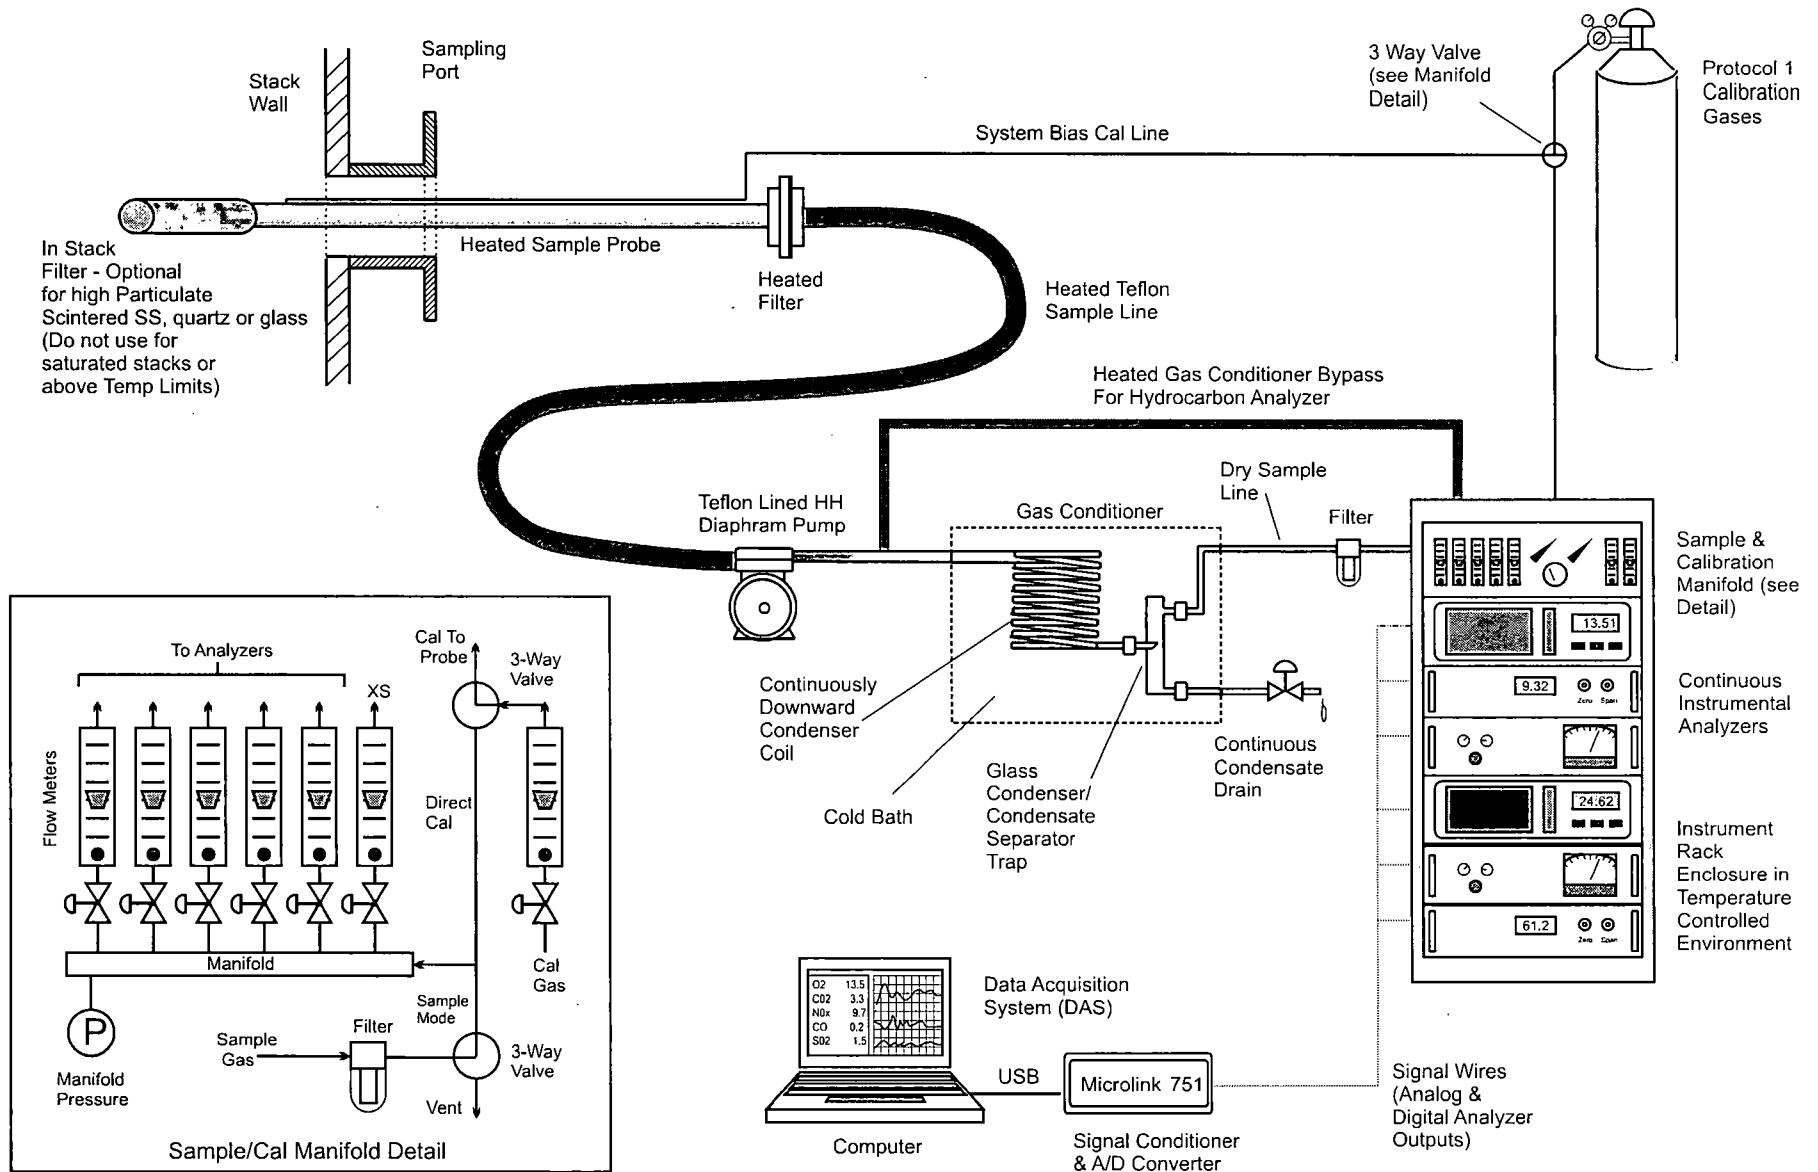 Stack
Wall
Sampling
Port
3 Way Valve
(see Manifold
Detail)
Protocol 1
Calibration
Gases
System Bias Cal Line
Heated Sample Probe
In Stack
Filter - Optional
for high Particulate
Scintered SS, quartz or glass
(Do not use for
saturated stacks or
above Temp Limits)
Heated
Filter
Heated Teflon
Sample Line
Heated Gas Conditioner Bypass
For Hydrocarbon Analyzer
Teflon Lined HH
Diaphram Pump
Gas Conditioner
Dry Sample
Line
Filter
Sample &
Calibration
Manifold (see
Detail)
13.51
9.32
Zero Span
24.62
61.2
Zero Span
Continuous
Instrumental
Analyzers
Instrument
Rack
Enclosure in
Temperature
Controlled
Environment
Continuously
Downward
Condenser
Coil
Cold Bath
Glass
Condenser/
Condensate
Separator
Trap
Continuous
Condensate
Drain
To Analyzers
XS
Cal To
Probe
3-Way
Valve
Flow Meters
Direct
Cal
Manifold
Cal
Gas
Sample
Mode
P
Manifold
Pressure
Sample
Gas
Filter
3-Way
Valve
Vent
Sample/Cal Manifold Detail
O2 13.5
C02 3.3
N0x 9.7
CO 0.2
S02 1.5
Data Acquisition
System (DAS)
Computer
USB
Microlink 751
Signal Conditioner
& A/D Converter
Signal Wires
(Analog &
Digital Analyzer
Outputs)